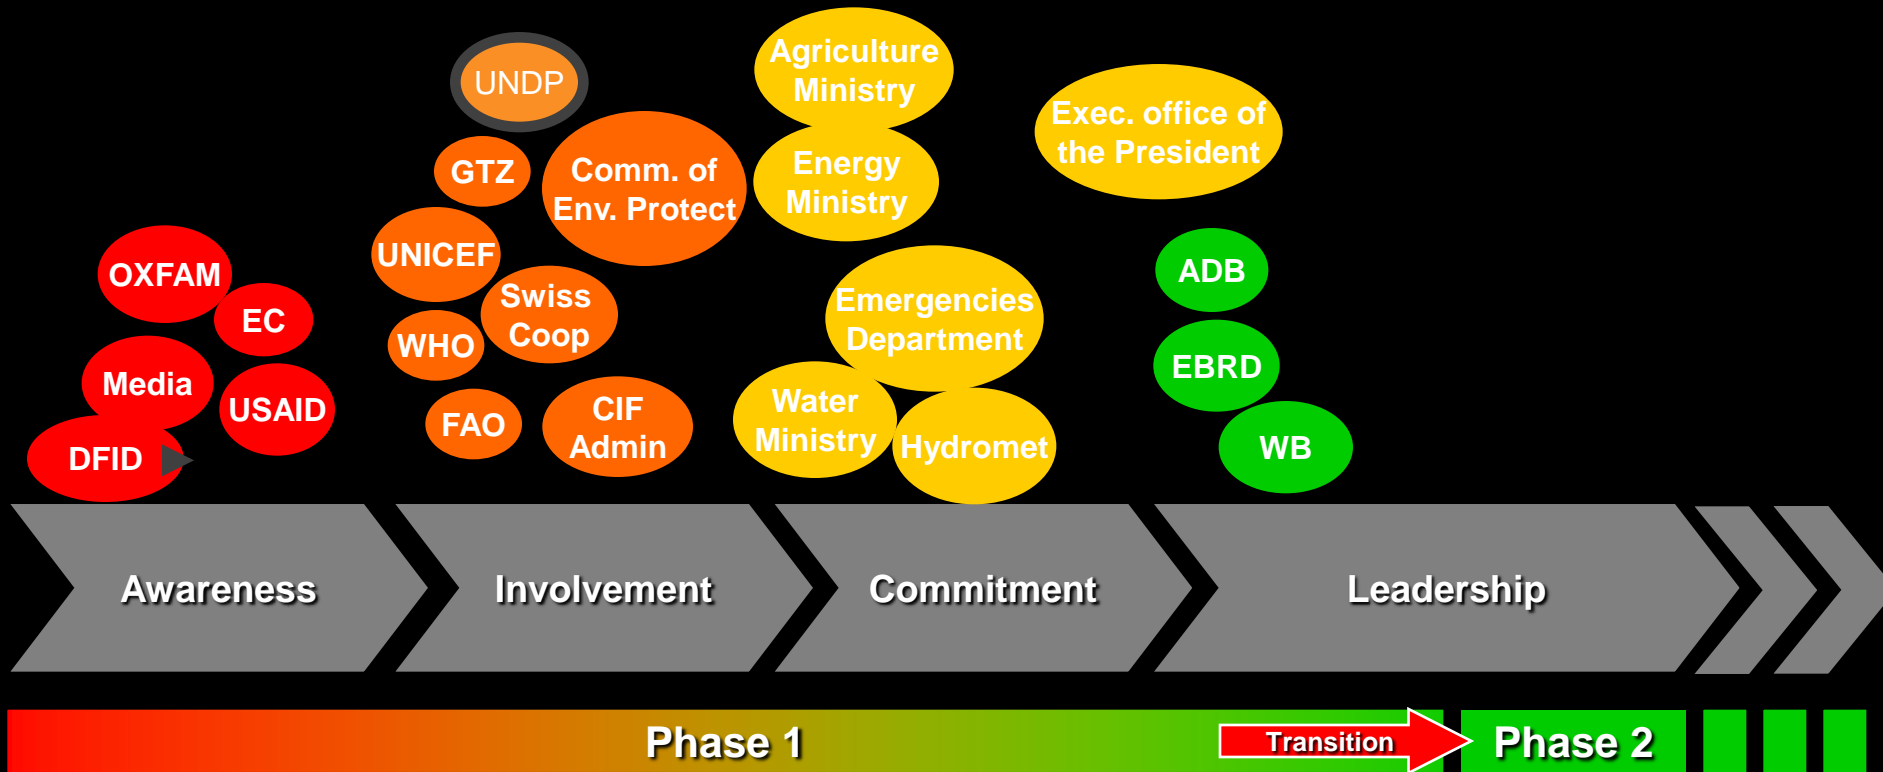 UNDP
GTZ
Comm. of
Env. Protect
UNICEF
Swiss
Coop
WHO
FAO
CIF
Admin
OXFAM
EC
Media
USAID
DFID
Agriculture
Ministry
Energy
Ministry
Emergencies
Department
Water
Ministry
Hydromet
Exec. office of
the President
ADB
EBRD
WB
Awareness
Involvement
Commitment
Leadership
Phase 1
Transition
Phase 2